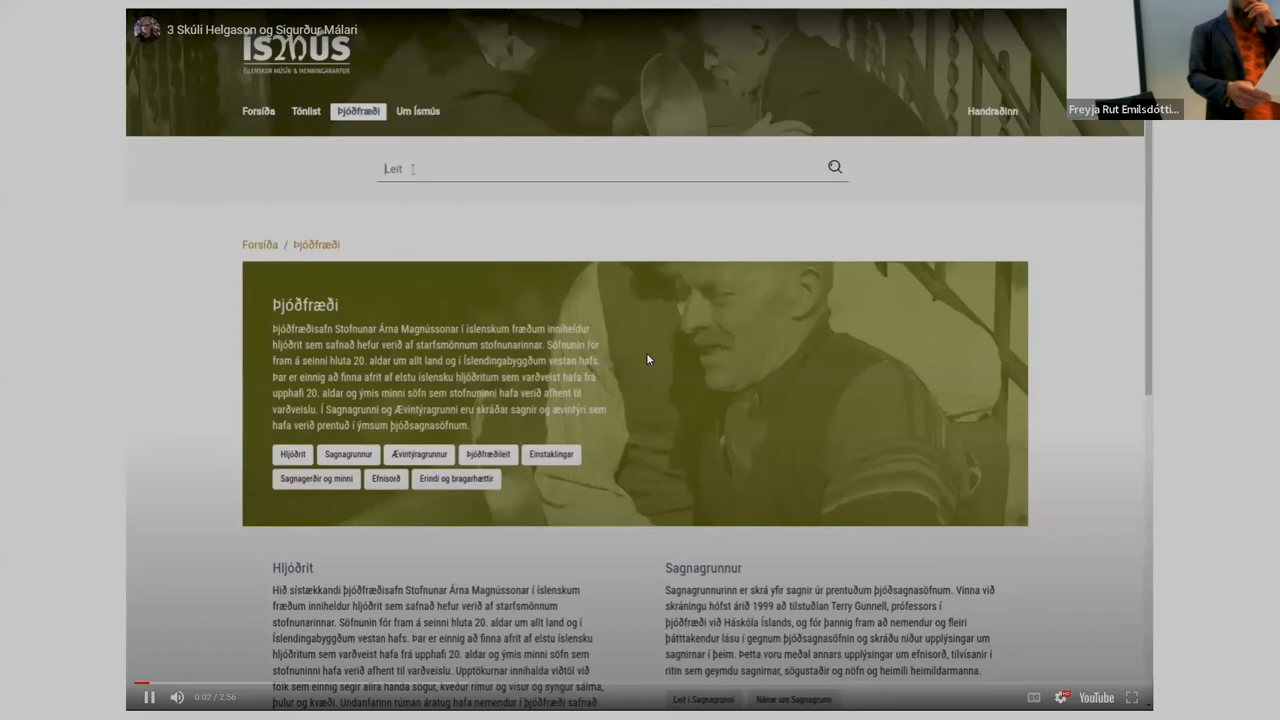 3 Skúli Helgason og Sigurður Málari
ÍSMÚS
ÍSLENSKUR MÚSÍK- & MENNINGARARFUR
Forsíða Tónlist Þjóðfræði Um Ísmús Handraðinn
Freyja Rut Emilsdótti...
Leit
Forsíða / Þjóðfræði
Þjóðfræði
Þjóðfræðisafn Stofnunar Árna Magnússonar í íslenskum fræðum inniheldur
hljóðrit sem safnað hefur verið af starfsmönnum stofnunarinnar. Söfnunin fór
fram á seinni hluta 20. aldar um allt land og í Íslendingabyggðum vestan hafs.
Þar er einnig að finna afrit af elstu íslensku hljóðritum sem varðveist hafa frá
upphafi 20. aldar og ýmis minni söfn sem stofnuninni hafa verið afhent til
varðveislu. Í Sagnagrunni og Ævintýragrunni eru skráðar sagnir og ævintýri sem
hafa verið prentuð í ýmsum þjóðsagnasöfnum.
Hljóðrit Sagnagrunnur Ævintýragrunnur Þjóðfræðileit Einstaklingar
Sagnagerðir og minni Efnisorð Erindi og bragarhættir
Hljóðrit
Hið sístækkandi þjóðfræðisafn Stofnunar Árna Magnússonar í íslenskum
fræðum inniheldur hljóðrit sem safnað hefur verið af starfsmönnum
stofnunarinnar. Söfnunin fór fram á seinni hluta 20. aldar um allt land og í
Íslendingabyggðum vestan hafs. Þar er einnig að finna afrit af elstu íslensku
hljóðritum sem varðveist hafa frá upphafi 20. aldar og ýmis minni söfn sem
stofnuninni hafa verið afhent til varðveislu. Upptökurnar innihalda viðtöl við
fólk sem einnig segir allra handa sögur, kveður rímur og vísur og syngur sálma,
þulur og kvæði. Undanfarinn rúman áratug hafa nemendur í þjóðfræði safnað
Sagnagrunnur
Sagnagrunnurinn er skrá yfir sagnir úr prentuðum þjóðsagnasöfnum. Vinna við
skráningu hófst árið 1999 að tilstuðlan Terry Gunnell, prófessors í
þjóðfræði við Háskóla Íslands, og fór þannig fram að nemendur og fleiri
þátttakendur lásu í gegnum þjóðsagnasöfnin og skráðu niður upplýsingar um
sagnirnar í þeim. Þetta voru meðal annars upplýsingar um efnisorð, tilvísanir í
ritin sem geymdu sagnirnar, sögustaðir og nöfn og heimili heimildarmanna.
Leit í Sagnagrunni Nánar um Sagnagrunn
0:02 / 2:56
CC HD YouTube